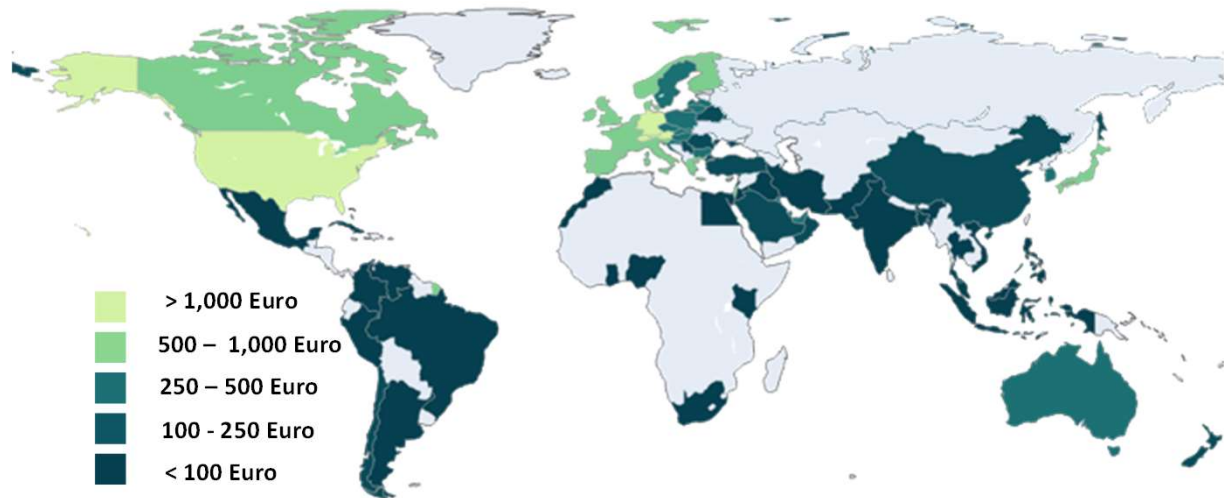 > 1,000 Euro
500 – 1,000 Euro
250 – 500 Euro
100 - 250 Euro
< 100 Euro